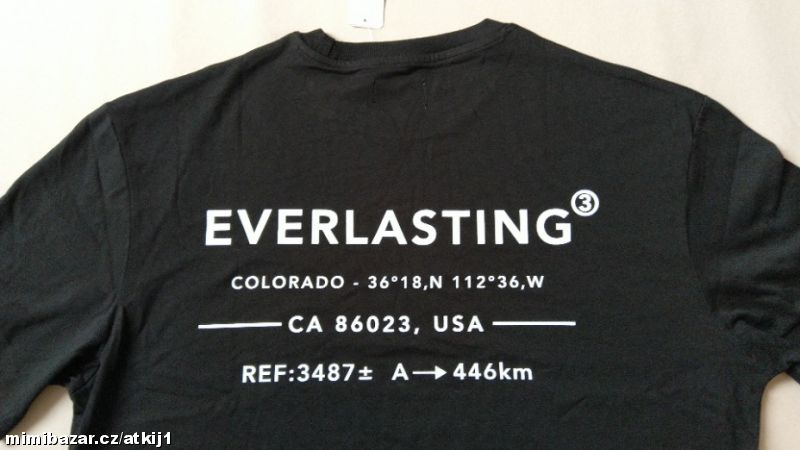 EVERLASTING③
COLORADO - 36°18,N 112°36,W
CA 86023, USA
REF:3487± A→446km
mimibazar.cz/atkij1